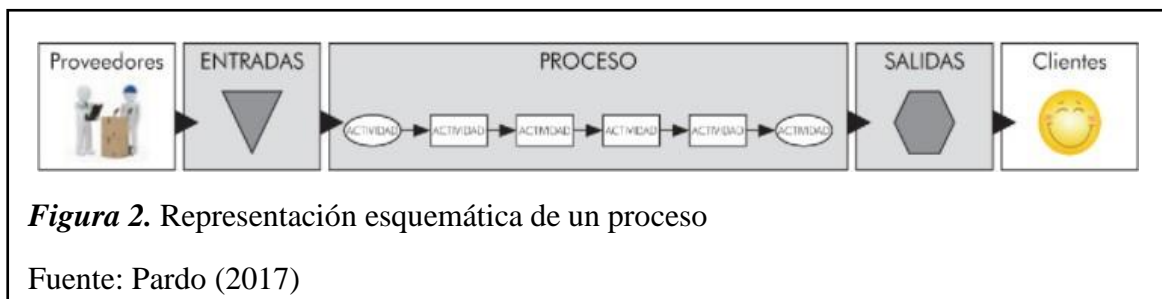 Proveedores ENTRADAS PROCESO SALIDAS Clientes
ACTIVIDAD ACTIVIDAD ACTIVIDAD ACTIVIDAD ACTIVIDAD ACTIVIDAD
Figura 2. Representación esquemática de un proceso
Fuente: Pardo (2017)